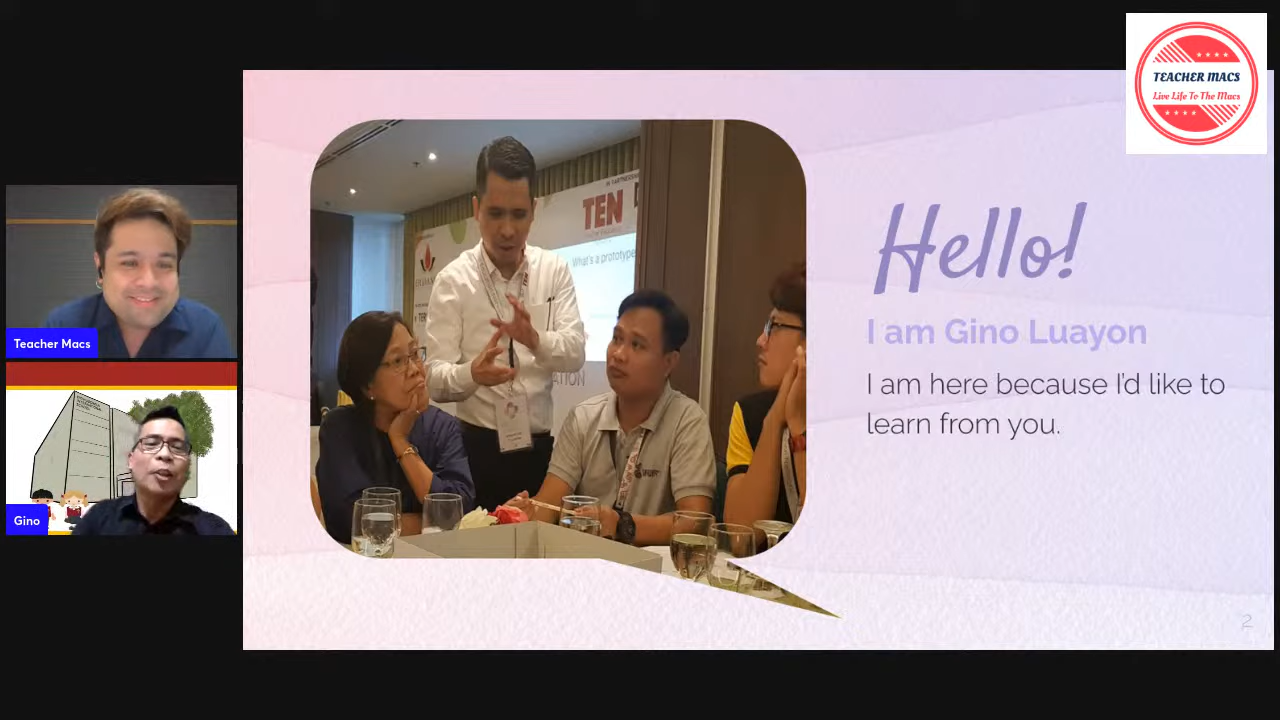 TEACHER MACS
Live Life To The Macs
Hello!
I am Gino Luayon
I am here because I'd like to
learn from you.
TEN
What's a prototype
Teacher Macs
Gino
2